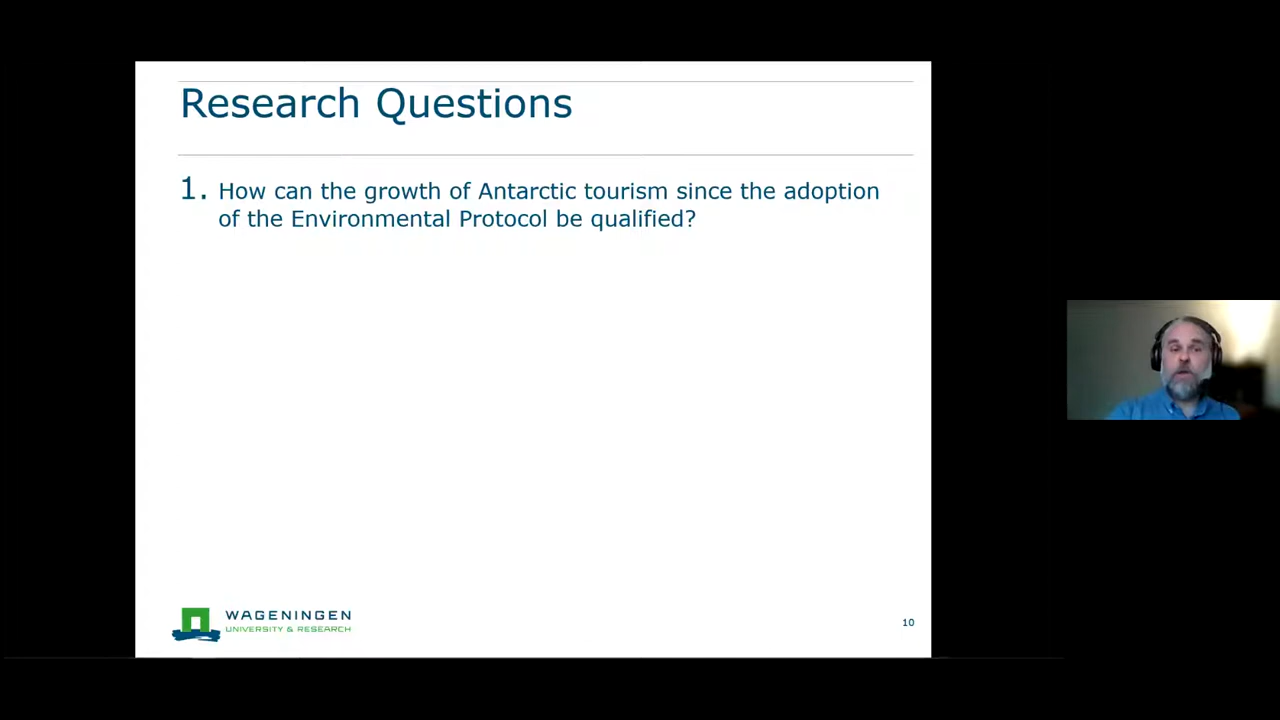 Research Questions
1. How can the growth of Antarctic tourism since the adoption
of the Environmental Protocol be qualified?
WAGENINGEN
UNIVERSITY & RESEARCH
10